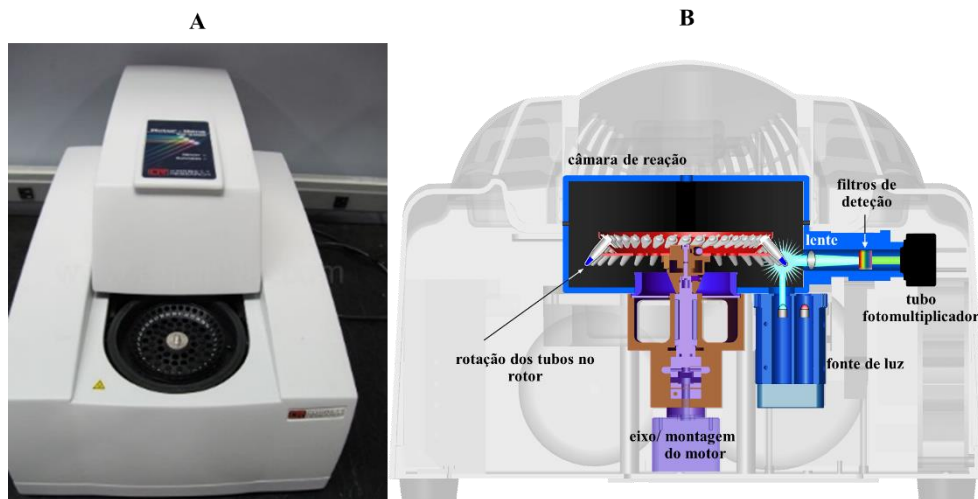 A
B
câmara de reação
filtros de
deteção
lente
tubo
fotomultiplicador
rotação dos tubos no
rotor
fonte de luz
eixo/ montagem
do motor